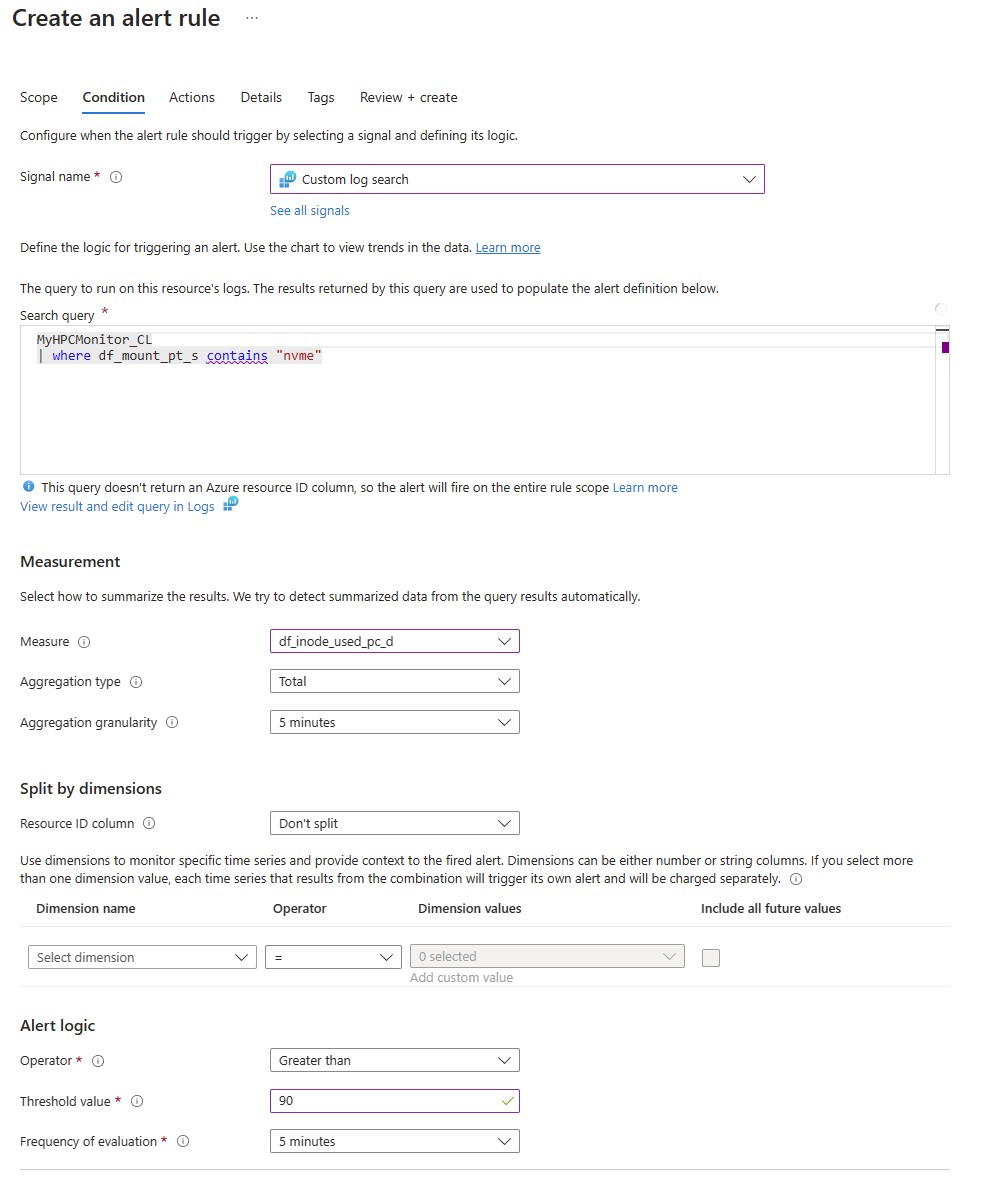 Create an alert rule ...
Scope Condition Actions Details Tags Review + create
Configure when the alert rule should trigger by selecting a signal and defining its logic.
Signal name * Custom log search
See all signals
Define the logic for triggering an alert. Use the chart to view trends in the data. Learn more
The query to run on this resource's logs. The results returned by this query are used to populate the alert definition below.
Search query *
MyHPCMonitor_CL
| where df_mount_pt_s contains "nvme"
This query doesn't return an Azure resource ID column, so the alert will fire on the entire rule scope Learn more
View result and edit query in Logs
Measurement
Select how to summarize the results. We try to detect summarized data from the query results automatically.
Measure df_inode_used_pc_d
Aggregation type Total
Aggregation granularity 5 minutes
Split by dimensions
Resource ID column Don't split
Use dimensions to monitor specific time series and provide context to the fired alert. Dimensions can be either number or string columns. If you select more
than one dimension value, each time series that results from the combination will trigger its own alert and will be charged separately.
Dimension name Operator Dimension values Include all future values
Select dimension = 0 selected
Add custom value
Alert logic
Operator * Greater than
Threshold value * 90
Frequency of evaluation * 5 minutes